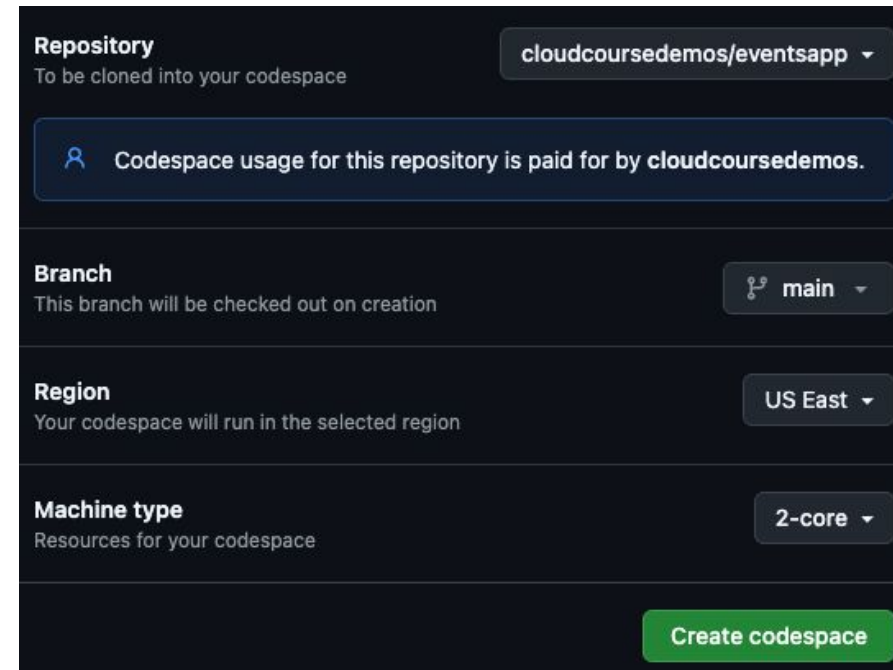 Repository
To be cloned into your codespace
cloudcoursedemos/eventsapp
Codespace usage for this repository is paid for by cloudcoursedemos.
Branch
This branch will be checked out on creation
main
Region
Your codespace will run in the selected region
US East
Machine type
Resources for your codespace
2-core
Create codespace